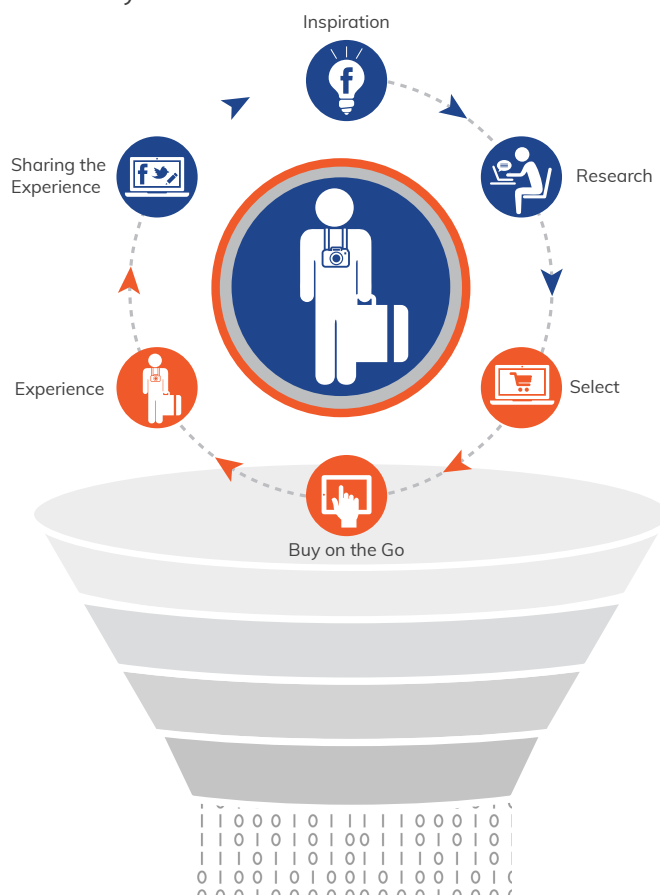 Inspiration
Sharing the
Experience
Research
Experience
Select
Buy on the Go